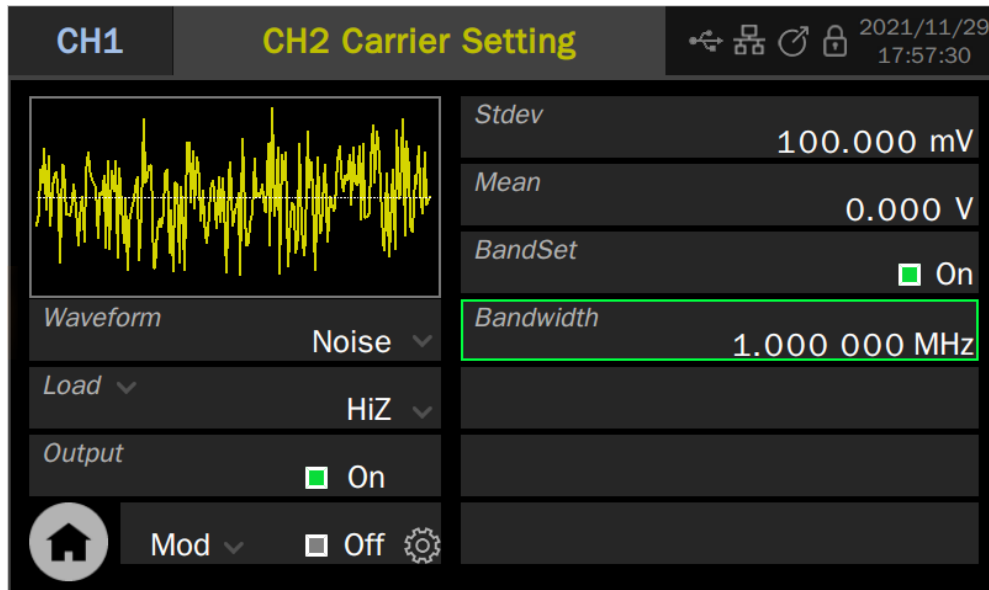 CH1
CH2 Carrier Setting
2021/11/29
17:57:30
Stdev
100.000 mV
Mean
0.000 V
BandSet
On
Waveform
Noise
Bandwidth
1.000 000 MHz
Load
HiZ
Output
On
Mod
Off